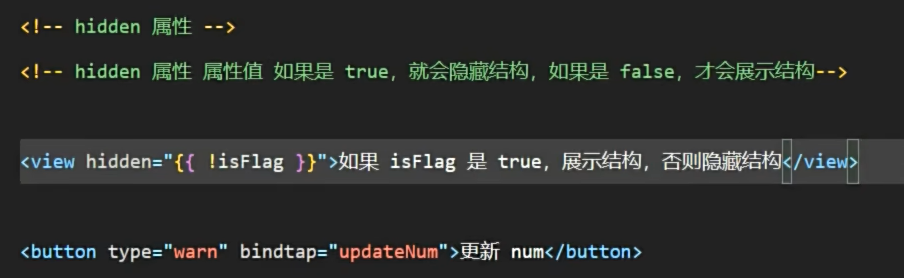 <!-- hidden 属性 -->
<!-- hidden 属性 属性值 如果是 true，就会隐藏结构，如果是 false，才会展示结构-->
<view hidden="{{ !isFlag }}">如果 isFlag 是 true，展示结构，否则隐藏结构</view>
<button type="warn" bindtap="updateNum">更新 num</button>